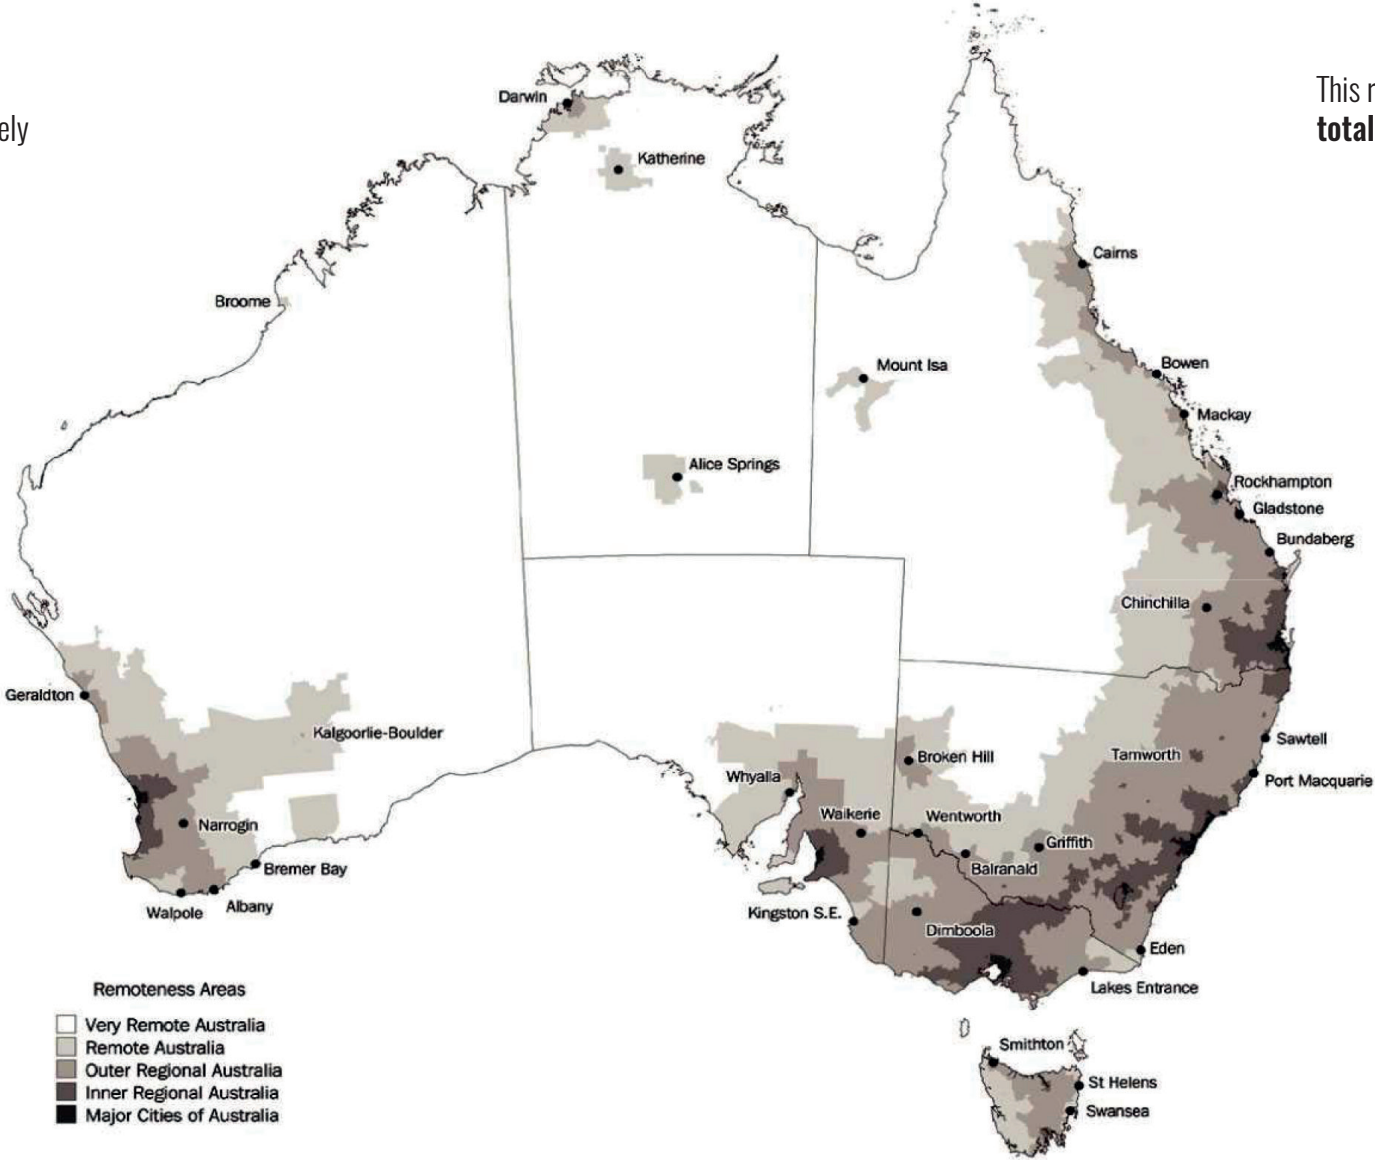 ely
This r
total
Darwin
Katherine
Cairns
Broome
Bowen
Mount Isa
Mackay
Alice Springs
Rockhampton
Gladstone
Bundaberg
Chinchilla
Geraldton
Kalgoorlie-Boulder
Sawtell
Tamworth
Broken Hill
Port Macquarie
Whyalla
Waikerie
Wentworth
Narrogin
Griffith
Balranald
Bremer Bay
Walpole
Albany
Kingston S.E.
Dimboola
Eden
Lakes Entrance
Remoteness Areas
Very Remote Australia
Remote Australia
Outer Regional Australia
Inner Regional Australia
Major Cities of Australia
Smithton
St Helens
Swansea